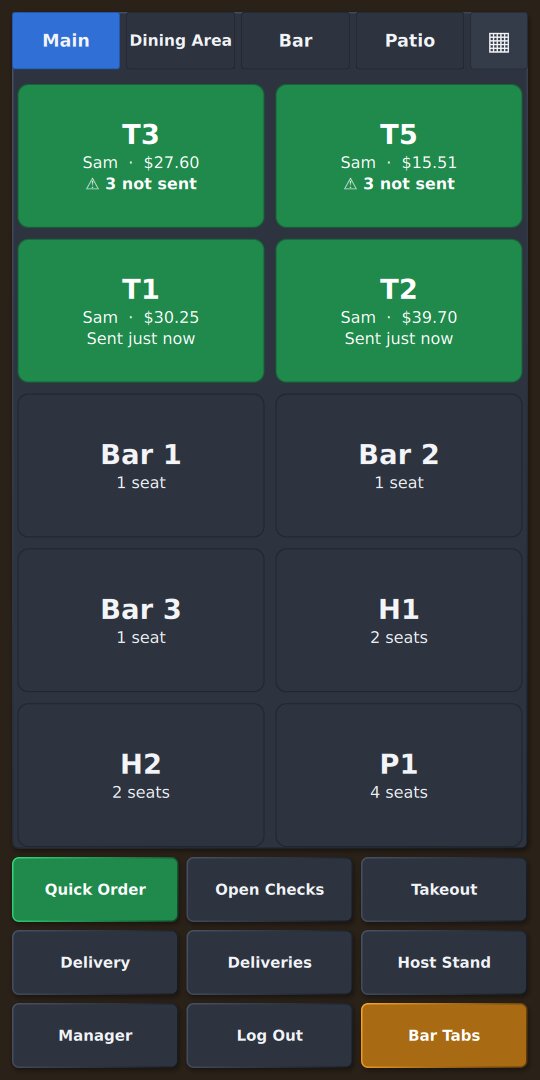 Main
Dining Area
Bar
Patio
T3
Sam · $27.60
⚠ 3 not sent
T5
Sam · $15.51
⚠ 3 not sent
T1
Sam · $30.25
Sent just now
T2
Sam · $39.70
Sent just now
Bar 1
1 seat
Bar 2
1 seat
Bar 3
1 seat
H1
2 seats
H2
2 seats
P1
4 seats
Quick Order
Open Checks
Takeout
Delivery
Deliveries
Host Stand
Manager
Log Out
Bar Tabs